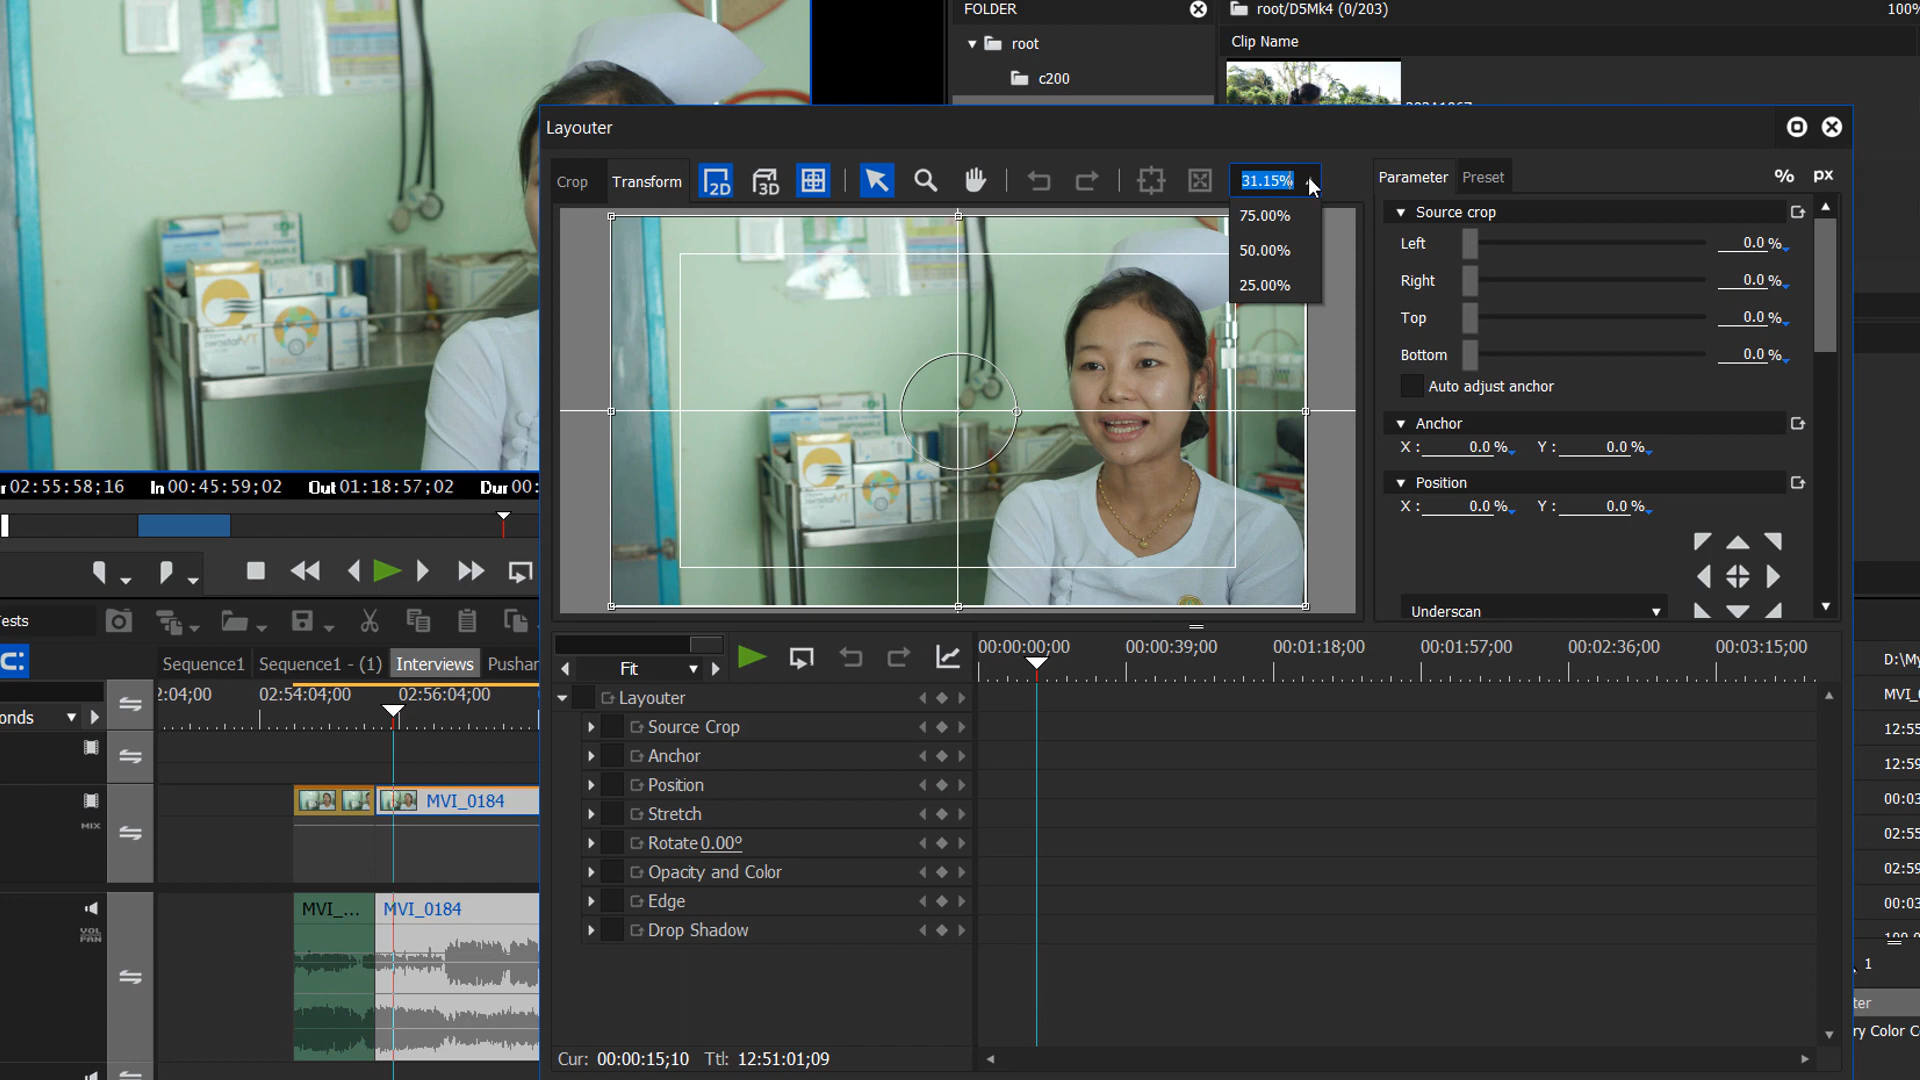 FOLDER
root/D5Mk4 (0/203)
100%
Clip Name
root
c200
Layouter
Crop
Transform
2D
3D
31.15%
75.00%
50.00%
25.00%
Parameter
Preset
%
px
Source crop
Left
0.0 %
Right
0.0 %
Top
0.0 %
Bottom
0.0 %
Auto adjust anchor
Anchor
X : 0.0 % Y : 0.0 %
Position
X : 0.0 % Y : 0.0 %
Underscan
r 02:55:58;16 In 00:45:59;02 Out 01:18:57;02 Dur 00:
ests
Sequence1 Sequence1 - (1) Interviews Pushar
2:04;00 02:54:04;00 02:56:04;00
onds
MVI_0184
MIX
MVI_... MVI_0184
VOL
PAN
Fit
00:00:00;00 00:00:39;00 00:01:18;00 00:01:57;00 00:02:36;00 00:03:15;00
Layouter
Source Crop
Anchor
Position
Stretch
Rotate 0.00º
Opacity and Color
Edge
Drop Shadow
Cur: 00:00:15;10 Ttl: 12:51:01;09
D:\My
MVI_0
12:55
12:59
00:03
02:55
02:59
00:03
1
ter
ry Color Co